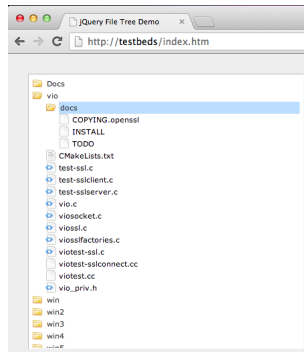 jQuery File Tree Demo
http://testbeds/index.htm
Docs
vio
docs
COPYING.openssl
INSTALL
TODO
CMakeLists.txt
test-ssl.c
test-sslclient.c
test-sslserver.c
vio.c
viosocket.c
viossl.c
viosslfactories.c
viotest-ssl.c
viotest-sslconnect.cc
viotest.cc
vio_priv.h
win
win2
win3
win4
win5